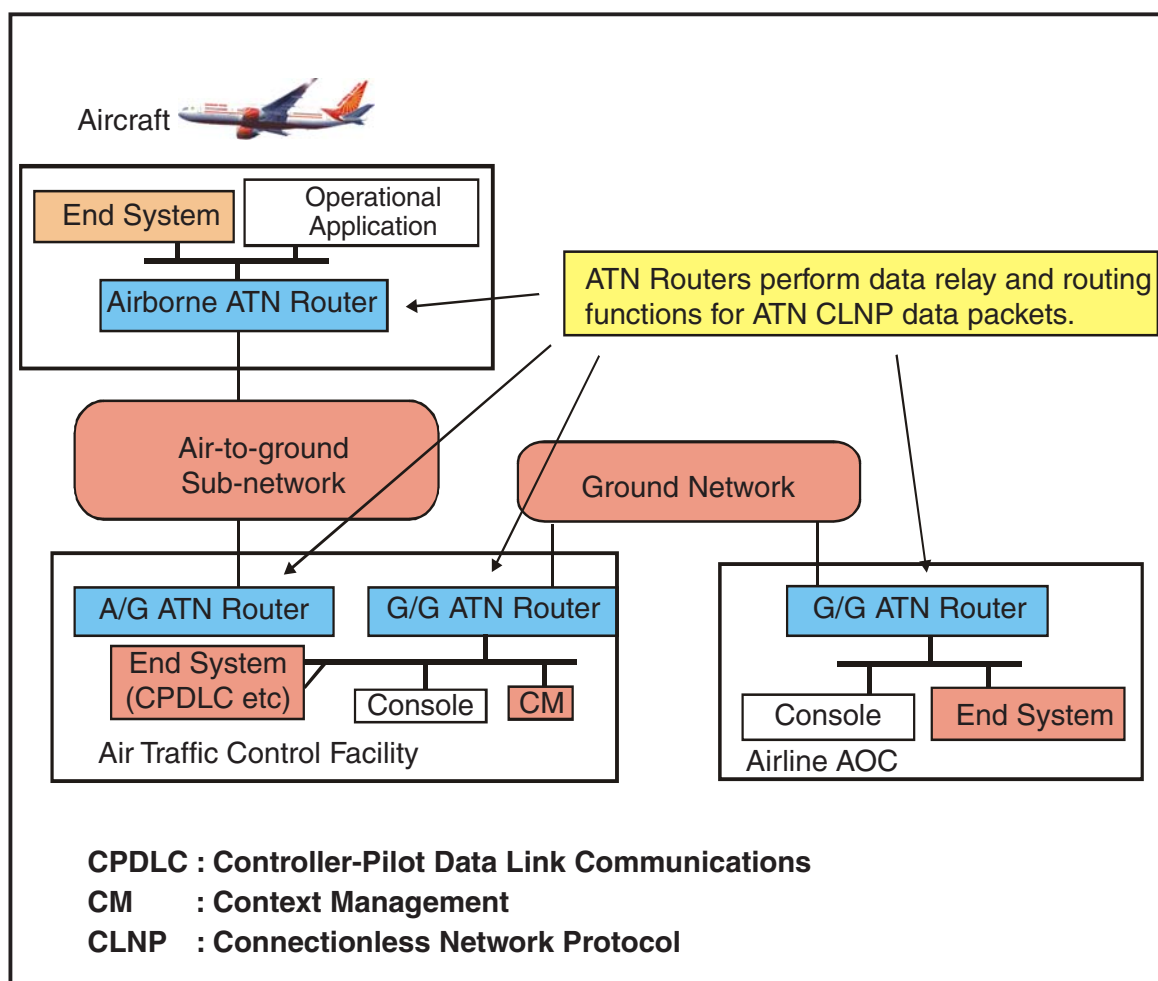 Aircraft
End System
Operational
Application
Airborne ATN Router
ATN Routers perform data relay and routing
functions for ATN CLNP data packets.
Air-to-ground
Sub-network
Ground Network
A/G ATN Router
G/G ATN Router
End System
(CPDLC etc)
Console
CM
Air Traffic Control Facility
G/G ATN Router
Console
End System
Airline AOC
CPDLC : Controller-Pilot Data Link Communications
CM : Context Management
CLNP : Connectionless Network Protocol